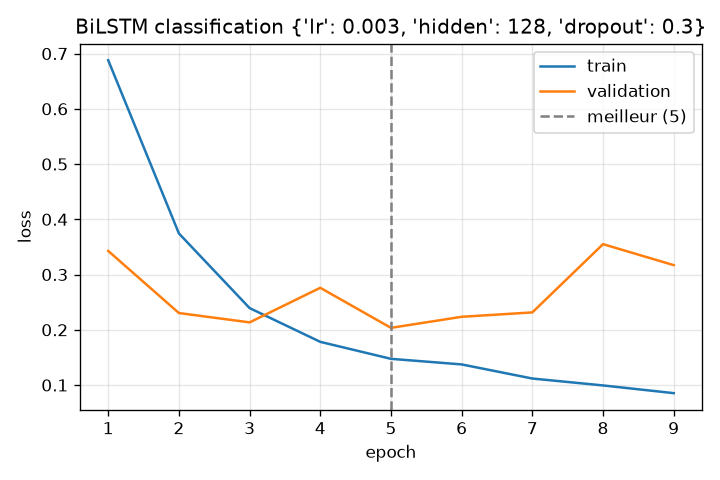 BiLSTM classification {'lr': 0.003, 'hidden': 128, 'dropout': 0.3}
train
validation
meilleur (5)
0.7
0.6
0.5
0.4
0.3
0.2
0.1
loss
1 2 3 4 5 6 7 8 9
epoch